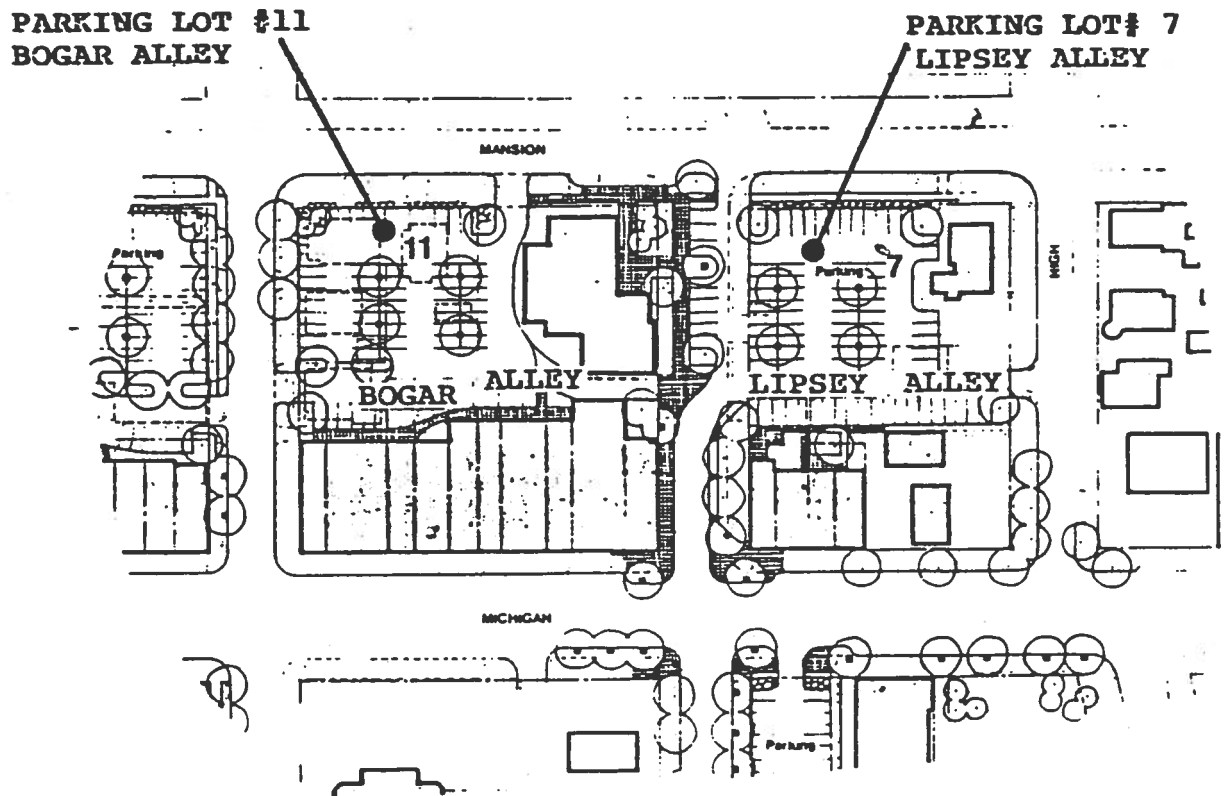 PARKING LOT #11
BOGAR ALLEY
PARKING LOT# 7
LIPSEY ALLEY
MANSION
Parking
11
Parking
7
HIGH
BOGAR ALLEY
LIPSEY ALLEY
MICHIGAN
Parking